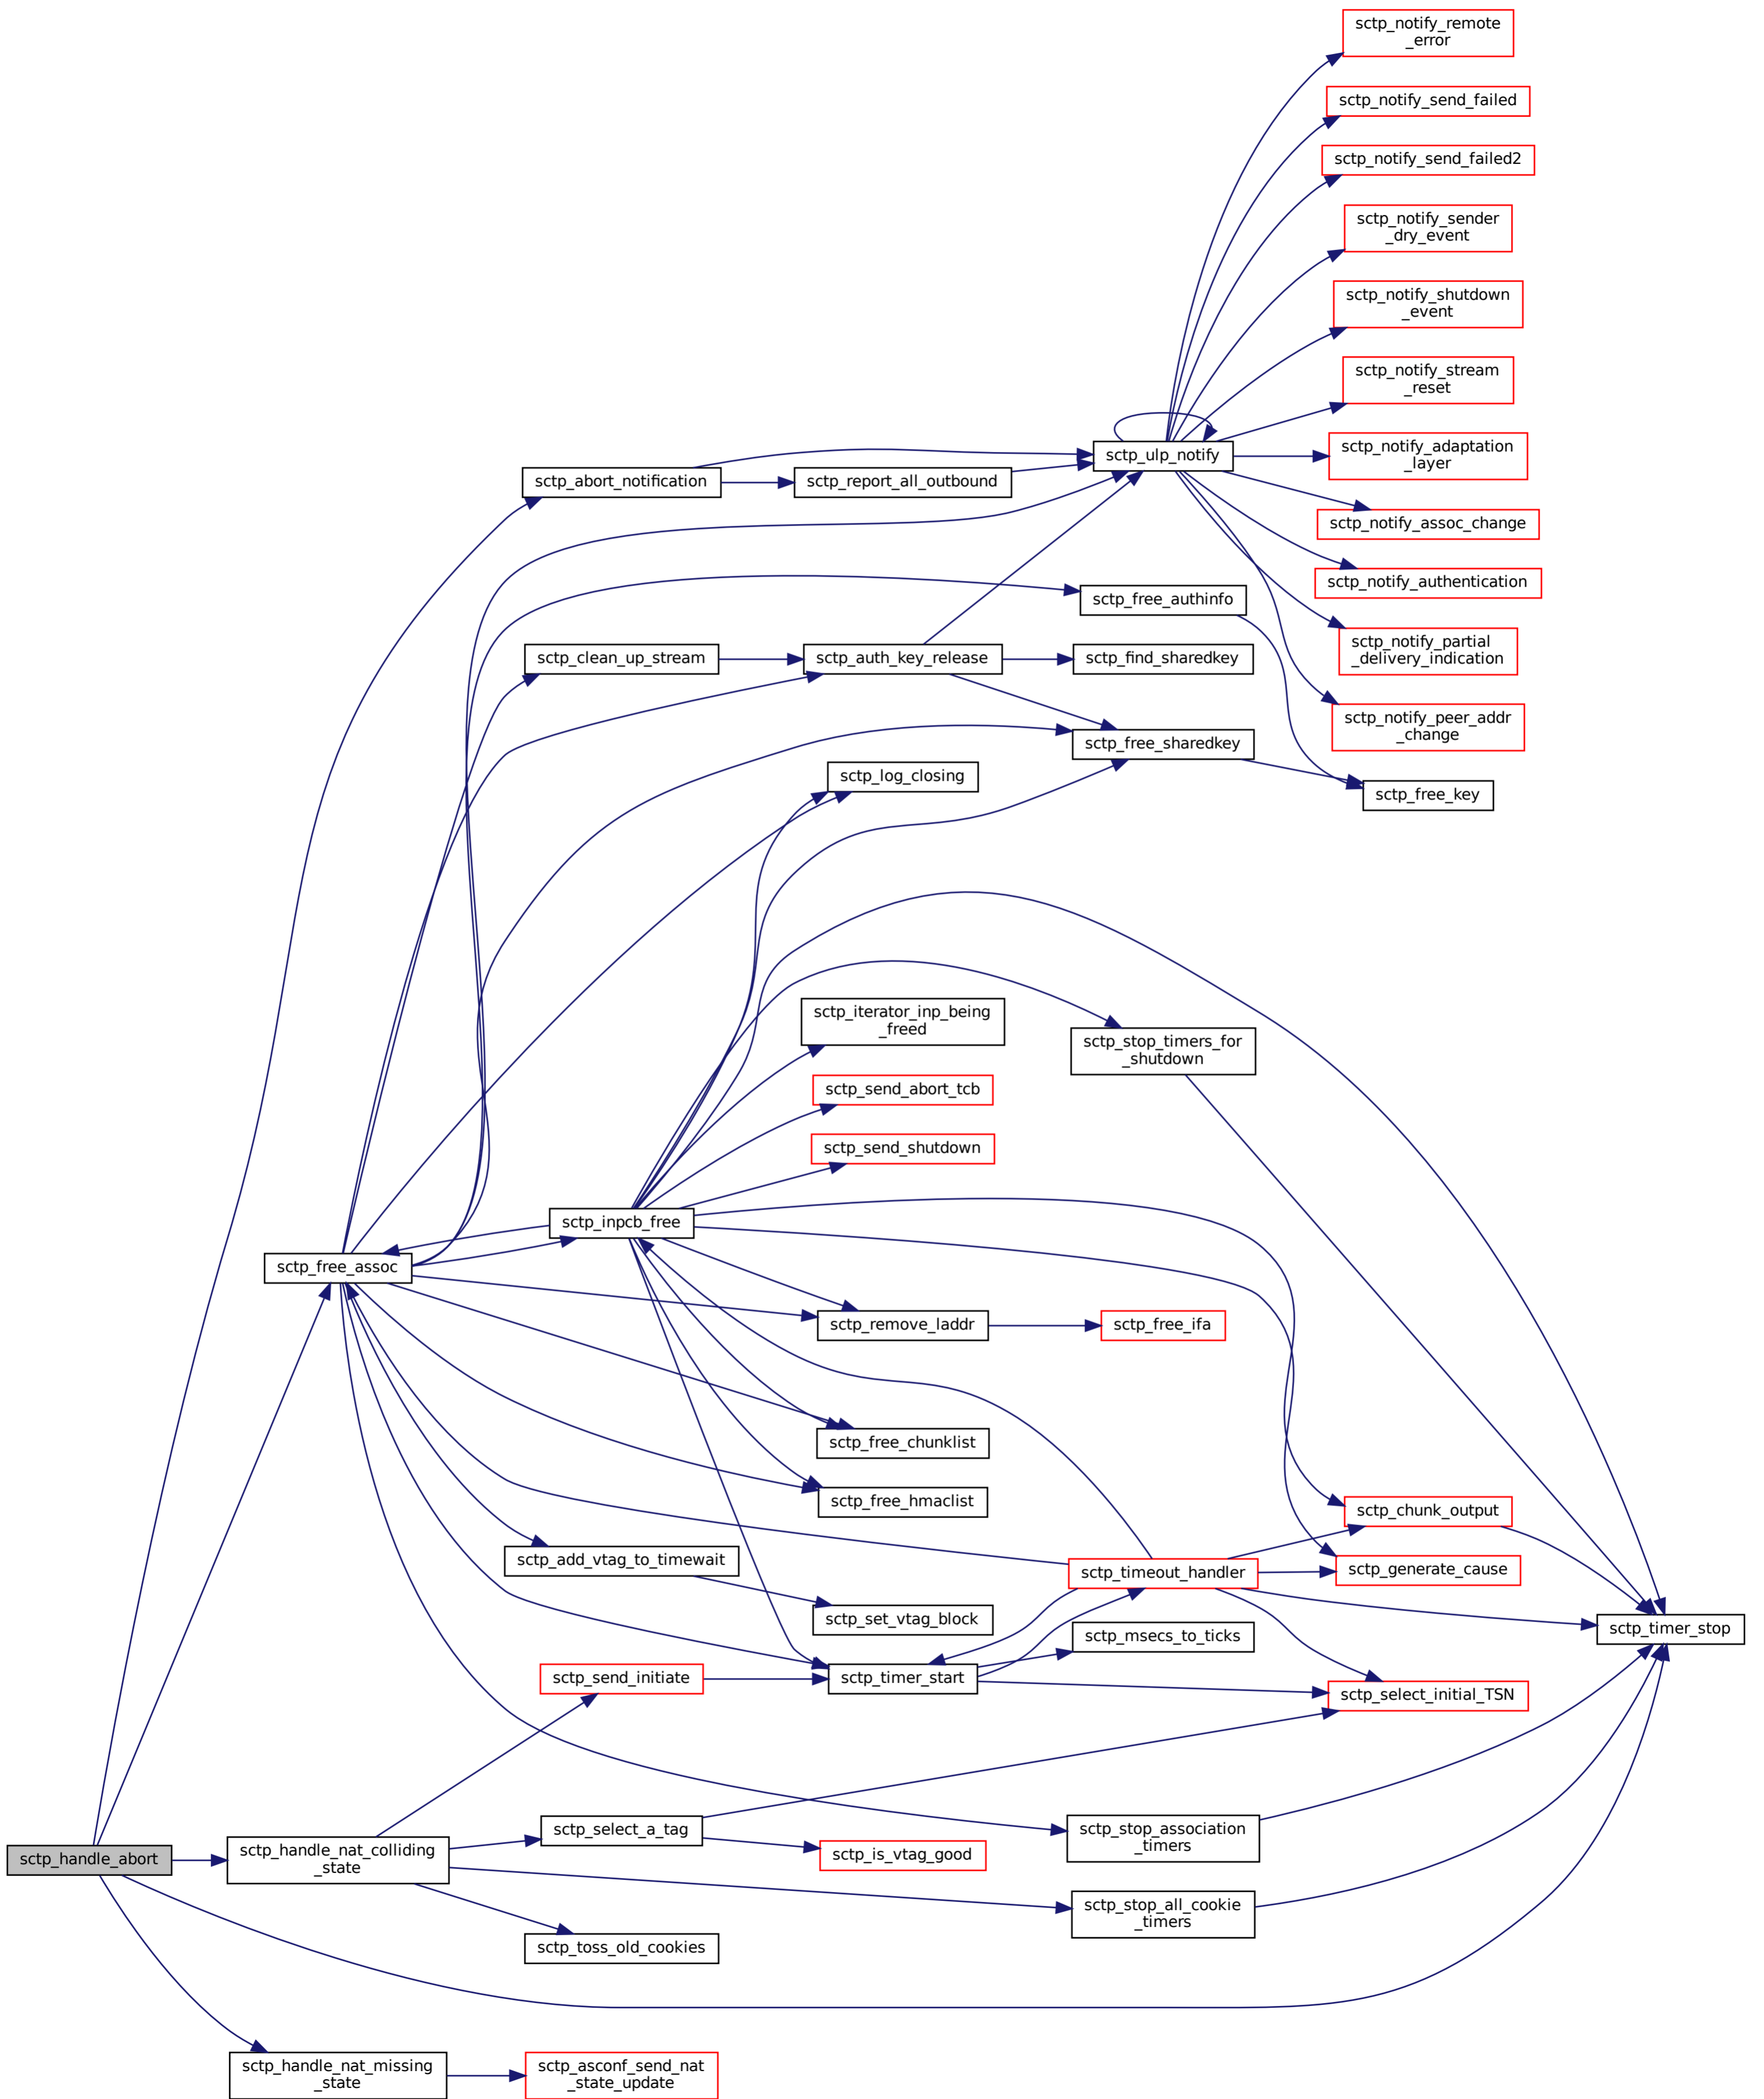 sctp_notify_remote
_error
sctp_notify_send_failed
sctp_notify_send_failed2
sctp_notify_sender
_dry_event
sctp_notify_shutdown
_event
sctp_notify_stream
_reset
sctp_ulp_notify
sctp_notify_adaptation
_layer
sctp_abort_notification
sctp_report_all_outbound
sctp_notify_assoc_change
sctp_notify_authentication
sctp_free_authinfo
sctp_clean_up_stream
sctp_auth_key_release
sctp_find_sharedkey
sctp_notify_partial
_delivery_indication
sctp_notify_peer_addr
_change
sctp_free_sharedkey
sctp_log_closing
sctp_free_key
sctp_iterator_inp_being
_freed
sctp_stop_timers_for
_shutdown
sctp_send_abort_tcb
sctp_send_shutdown
sctp_inpcb_free
sctp_free_assoc
sctp_remove_laddr
sctp_free_ifa
sctp_free_chunklist
sctp_free_hmaclist
sctp_chunk_output
sctp_add_vtag_to_timewait
sctp_timeout_handler
sctp_generate_cause
sctp_set_vtag_block
sctp_timer_stop
sctp_msecs_to_ticks
sctp_send_initiate
sctp_timer_start
sctp_select_initial_TSN
sctp_select_a_tag
sctp_stop_association
_timers
sctp_handle_abort
sctp_handle_nat_colliding
_state
sctp_is_vtag_good
sctp_stop_all_cookie
_timers
sctp_toss_old_cookies
sctp_handle_nat_missing
_state
sctp_asconf_send_nat
_state_update